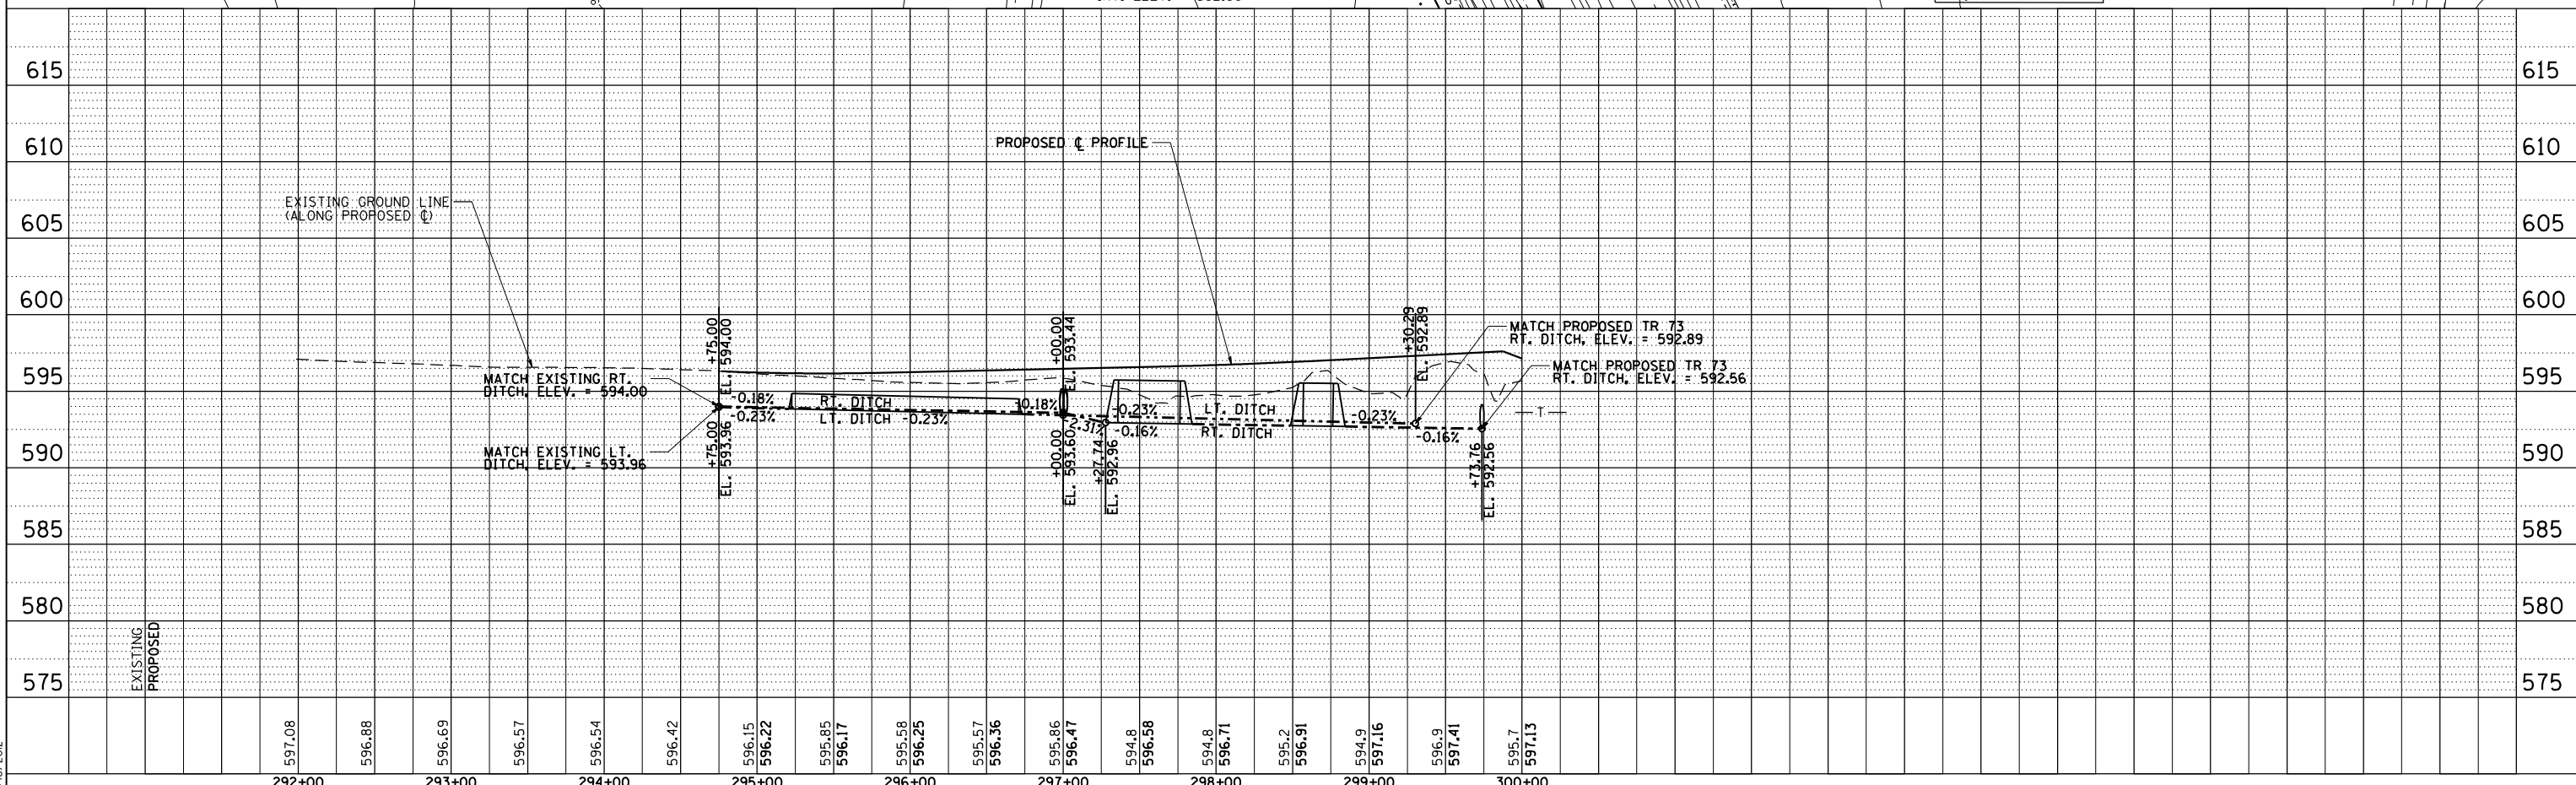 615 615
610 610
PROPOSED ℄ PROFILE
EXISTING GROUND LINE
(ALONG PROPOSED ℄)
605 605
600 600
+75.00
EL. 594.00
+00.00
EL. 593.44
+30.29
EL. 592.89
MATCH PROPOSED TR 73
RT. DITCH, ELEV. = 592.89
MATCH PROPOSED TR 73
RT. DITCH, ELEV. = 592.56
595 595
MATCH EXISTING RT.
DITCH, ELEV. = 594.00
-0.18% RT. DITCH -0.18%
-0.23% LT. DITCH -0.23%
-0.23% LT. DITCH -0.23%
-2.31%
-0.16% RT. DITCH -0.16%
T
MATCH EXISTING LT.
DITCH, ELEV. = 593.96
+75.00
EL. 593.96
+00.00
EL. 593.60
+27.74
EL. 592.96
+73.76
EL. 592.56
590 590
585 585
580 580
EXISTING
PROPOSED
575 575
597.08
596.88
596.69
596.57
596.54
596.42
596.15
596.22
595.85
596.17
595.58
596.25
595.57
596.36
595.86
596.47
594.8
596.58
594.8
596.71
595.2
596.91
594.9
597.16
596.9
597.41
595.7
597.13
292+00 293+00 294+00 295+00 296+00 297+00 298+00 299+00 300+00